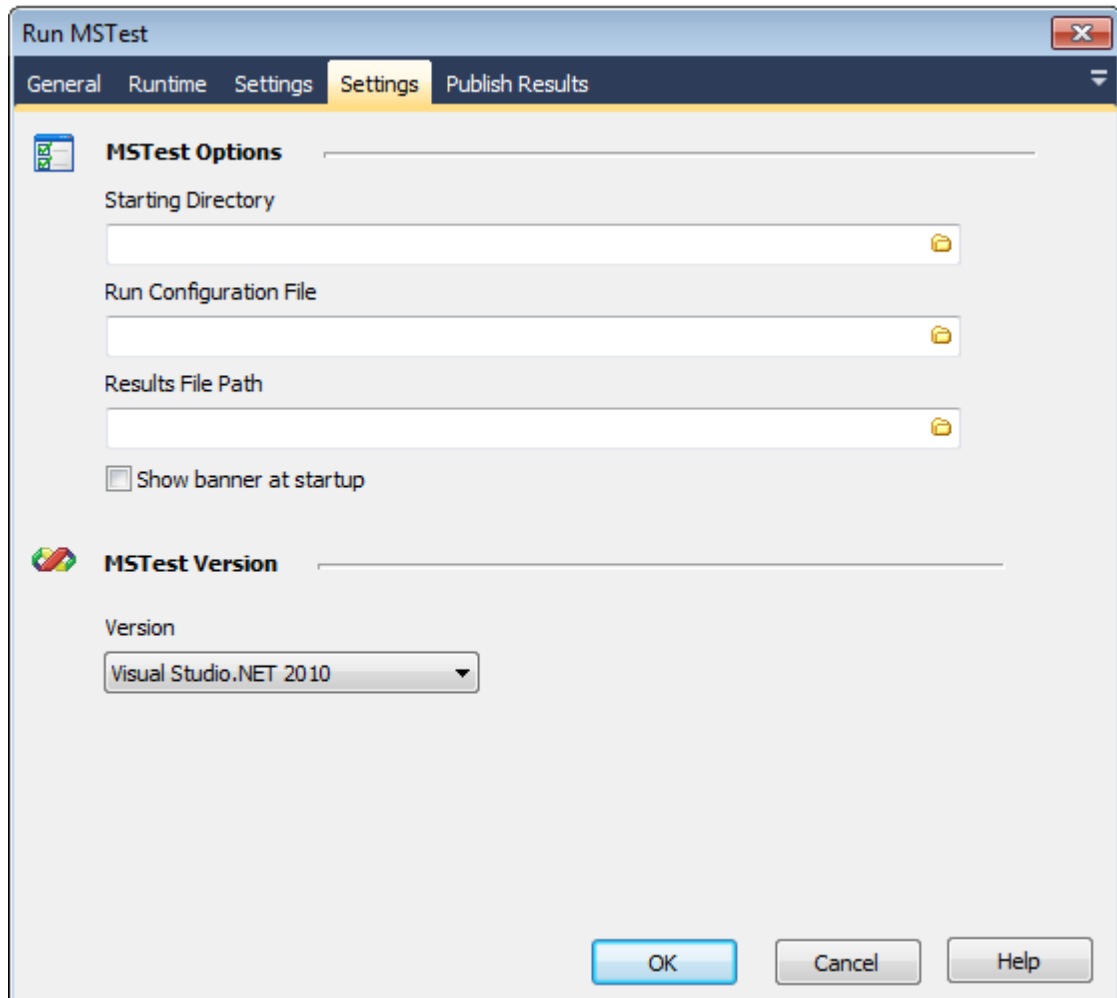 Run MSTest
General Runtime Settings Settings Publish Results
MSTest Options
Starting Directory
Run Configuration File
Results File Path
Show banner at startup
MSTest Version
Version
Visual Studio.NET 2010
OK Cancel Help